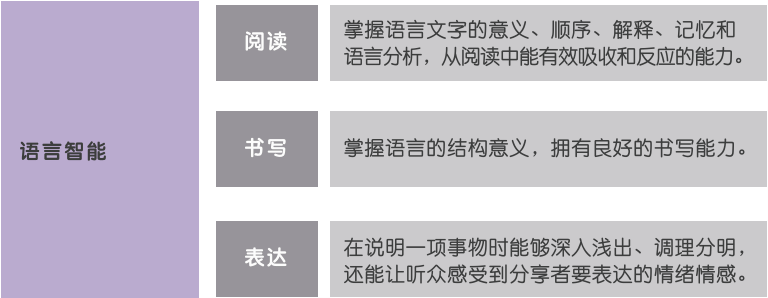 语言智能
阅读
掌握语言文字的意义、顺序、解释、记忆和
语言分析，从阅读中能有效吸收和反应的能力。
书写
掌握语言的结构意义，拥有良好的书写能力。
表达
在说明一项事物时能够深入浅出、调理分明，
还能让听众感受到分享者要表达的情绪情感。